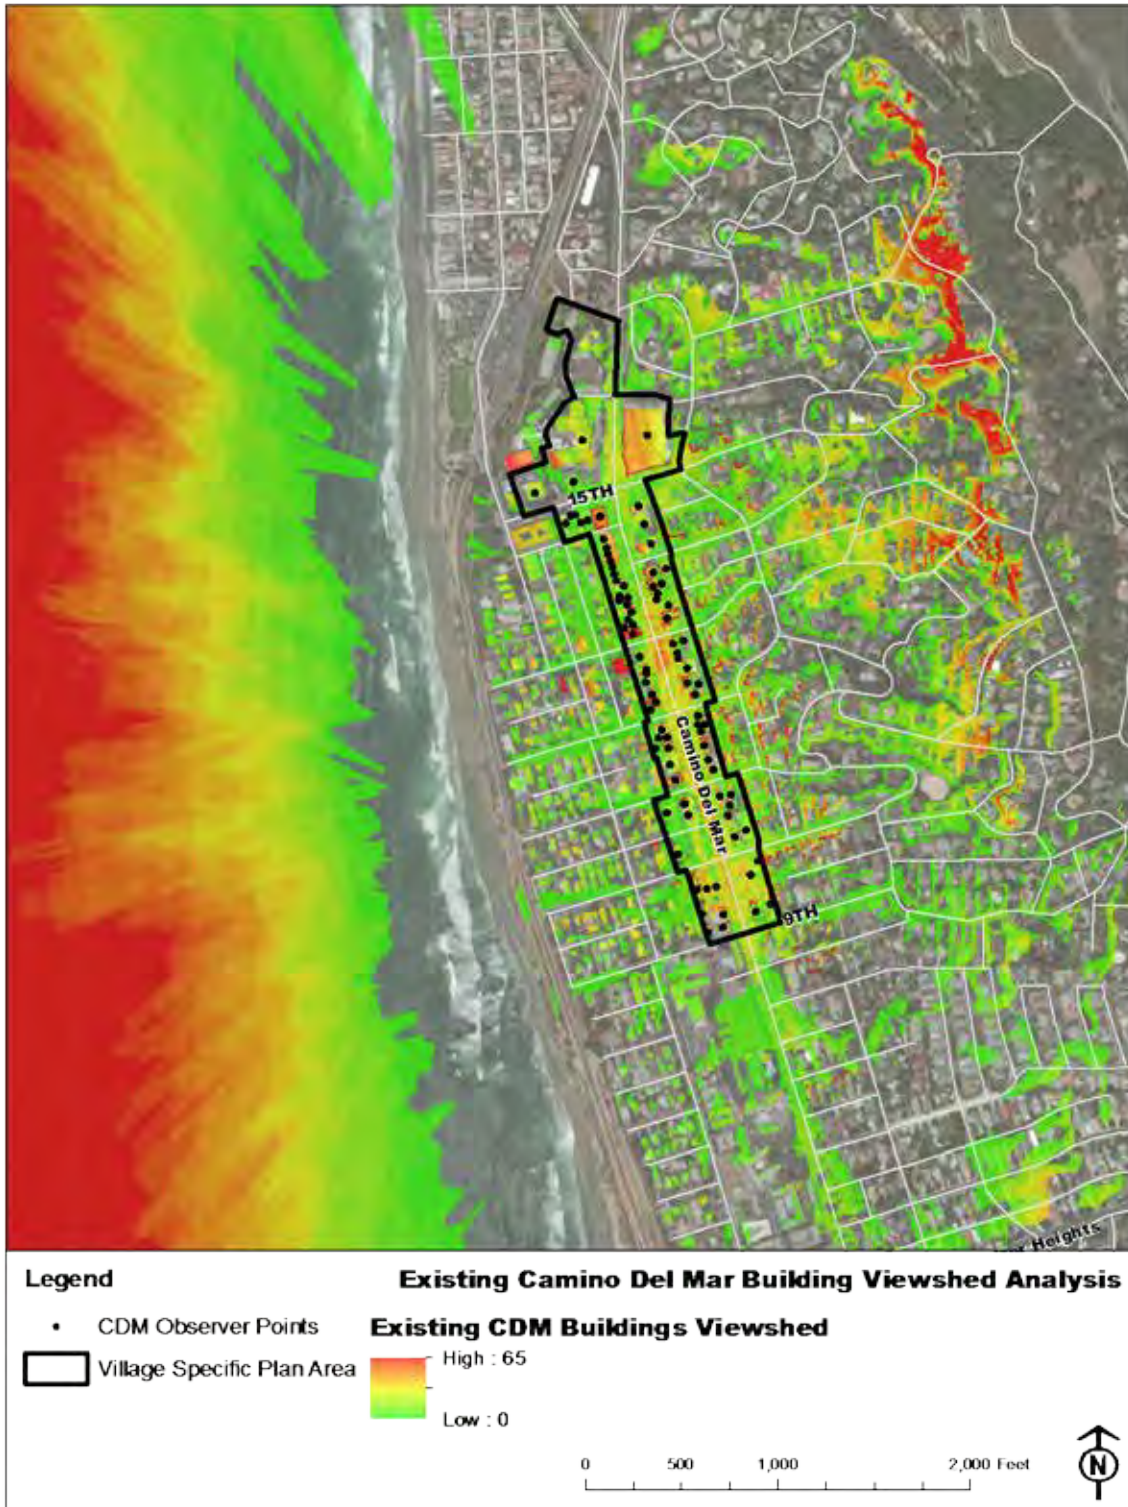 15TH
Camino Del Mar
9TH
Heights
Legend
Existing Camino Del Mar Building Viewshed Analysis
CDM Observer Points
Village Specific Plan Area
Existing CDM Buildings Viewshed
High : 65
Low : 0
0 500 1,000 2,000 Feet
N